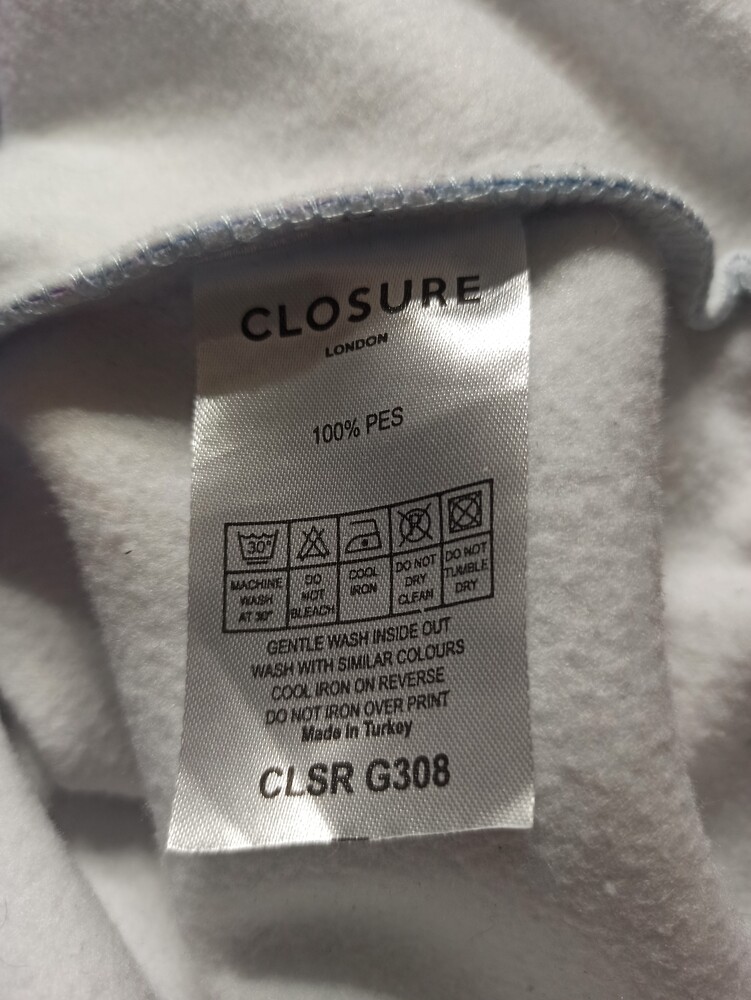 CLOSURE
LONDON
100% PES
30°
P
MACHINE WASH AT 30°
DO NOT BLEACH
COOL IRON
DO NOT DRY CLEAN
DO NOT TUMBLE DRY
GENTLE WASH INSIDE OUT
WASH WITH SIMILAR COLOURS
COOL IRON ON REVERSE
DO NOT IRON OVER PRINT
Made In Turkey
CLSR G308